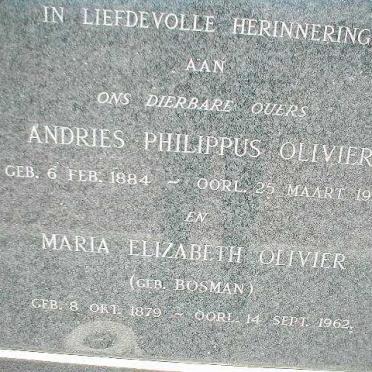 IN LIEFDEVOLLE HERINNERING
AAN
ONS DIERBARE OUERS
ANDRIES PHILIPPUS OLIVIER
GEB. 6 FEB. 1884 ~ OORL. 25 MAART 19
EN
MARIA ELIZABETH OLIVIER
(GEB. BOSMAN)
GEB. 8 OKT. 1879 ~ OORL. 14 SEPT. 1962.